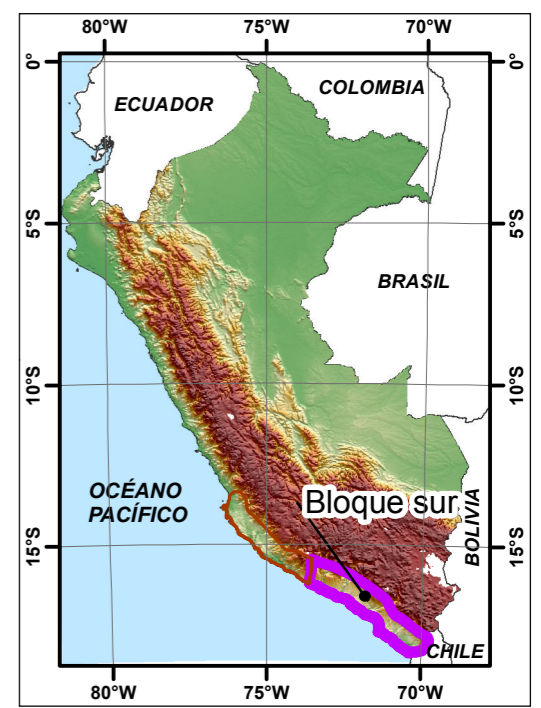 80°W 75°W 70°W
0° 0°
ECUADOR
COLOMBIA
5°S 5°S
BRASIL
10°S 10°S
OCÉANO
PACÍFICO
Bloque sur
BOLIVIA
15°S 15°S
CHILE
80°W 75°W 70°W